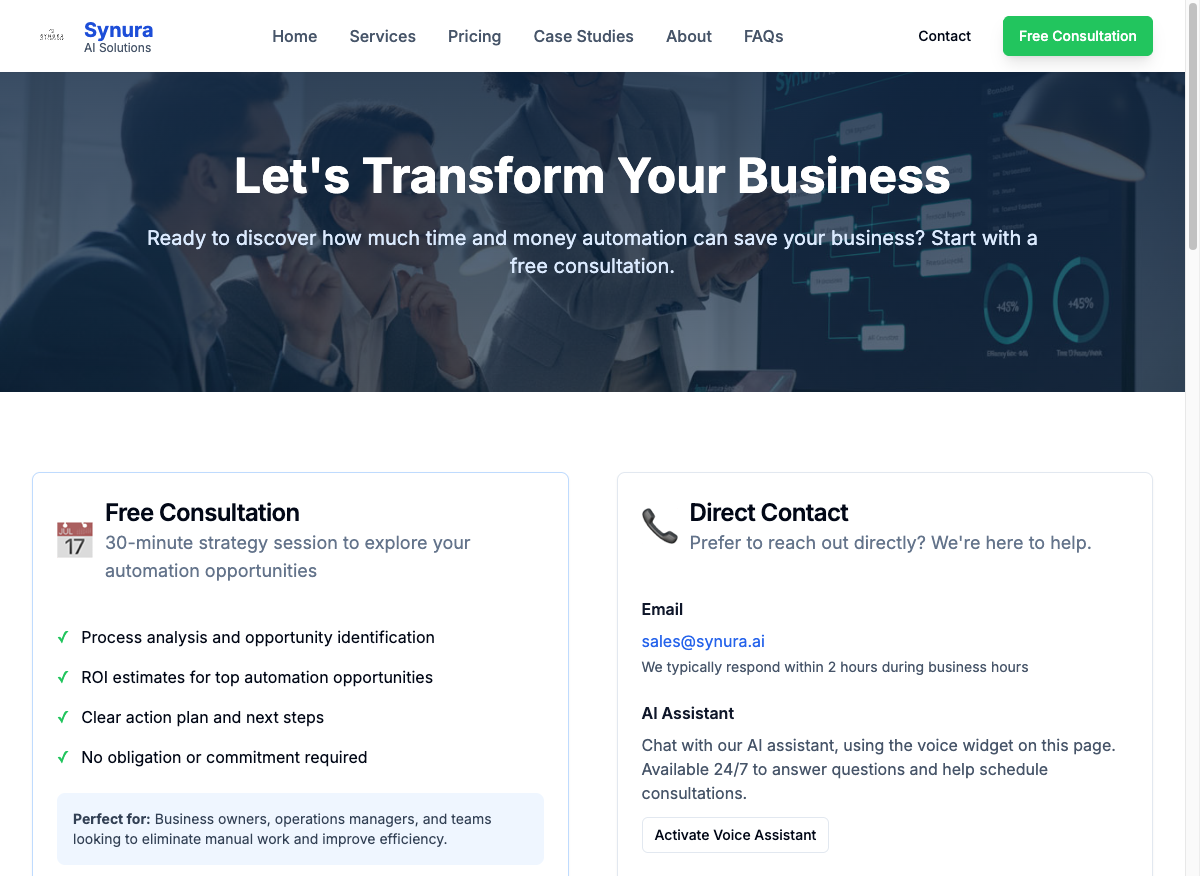 SYNURA
Synura
AI Solutions
Home
Services
Pricing
Case Studies
About
FAQs
Contact
Free Consultation
Let's Transform Your Business
Ready to discover how much time and money automation can save your business? Start with a
free consultation.
+45%
+45%
JUL
17
Free Consultation
30-minute strategy session to explore your
automation opportunities
✓ Process analysis and opportunity identification
✓ ROI estimates for top automation opportunities
✓ Clear action plan and next steps
✓ No obligation or commitment required
Perfect for: Business owners, operations managers, and teams
looking to eliminate manual work and improve efficiency.
Direct Contact
Prefer to reach out directly? We're here to help.
Email
sales@synura.ai
We typically respond within 2 hours during business hours
AI Assistant
Chat with our AI assistant, using the voice widget on this page.
Available 24/7 to answer questions and help schedule
consultations.
Activate Voice Assistant